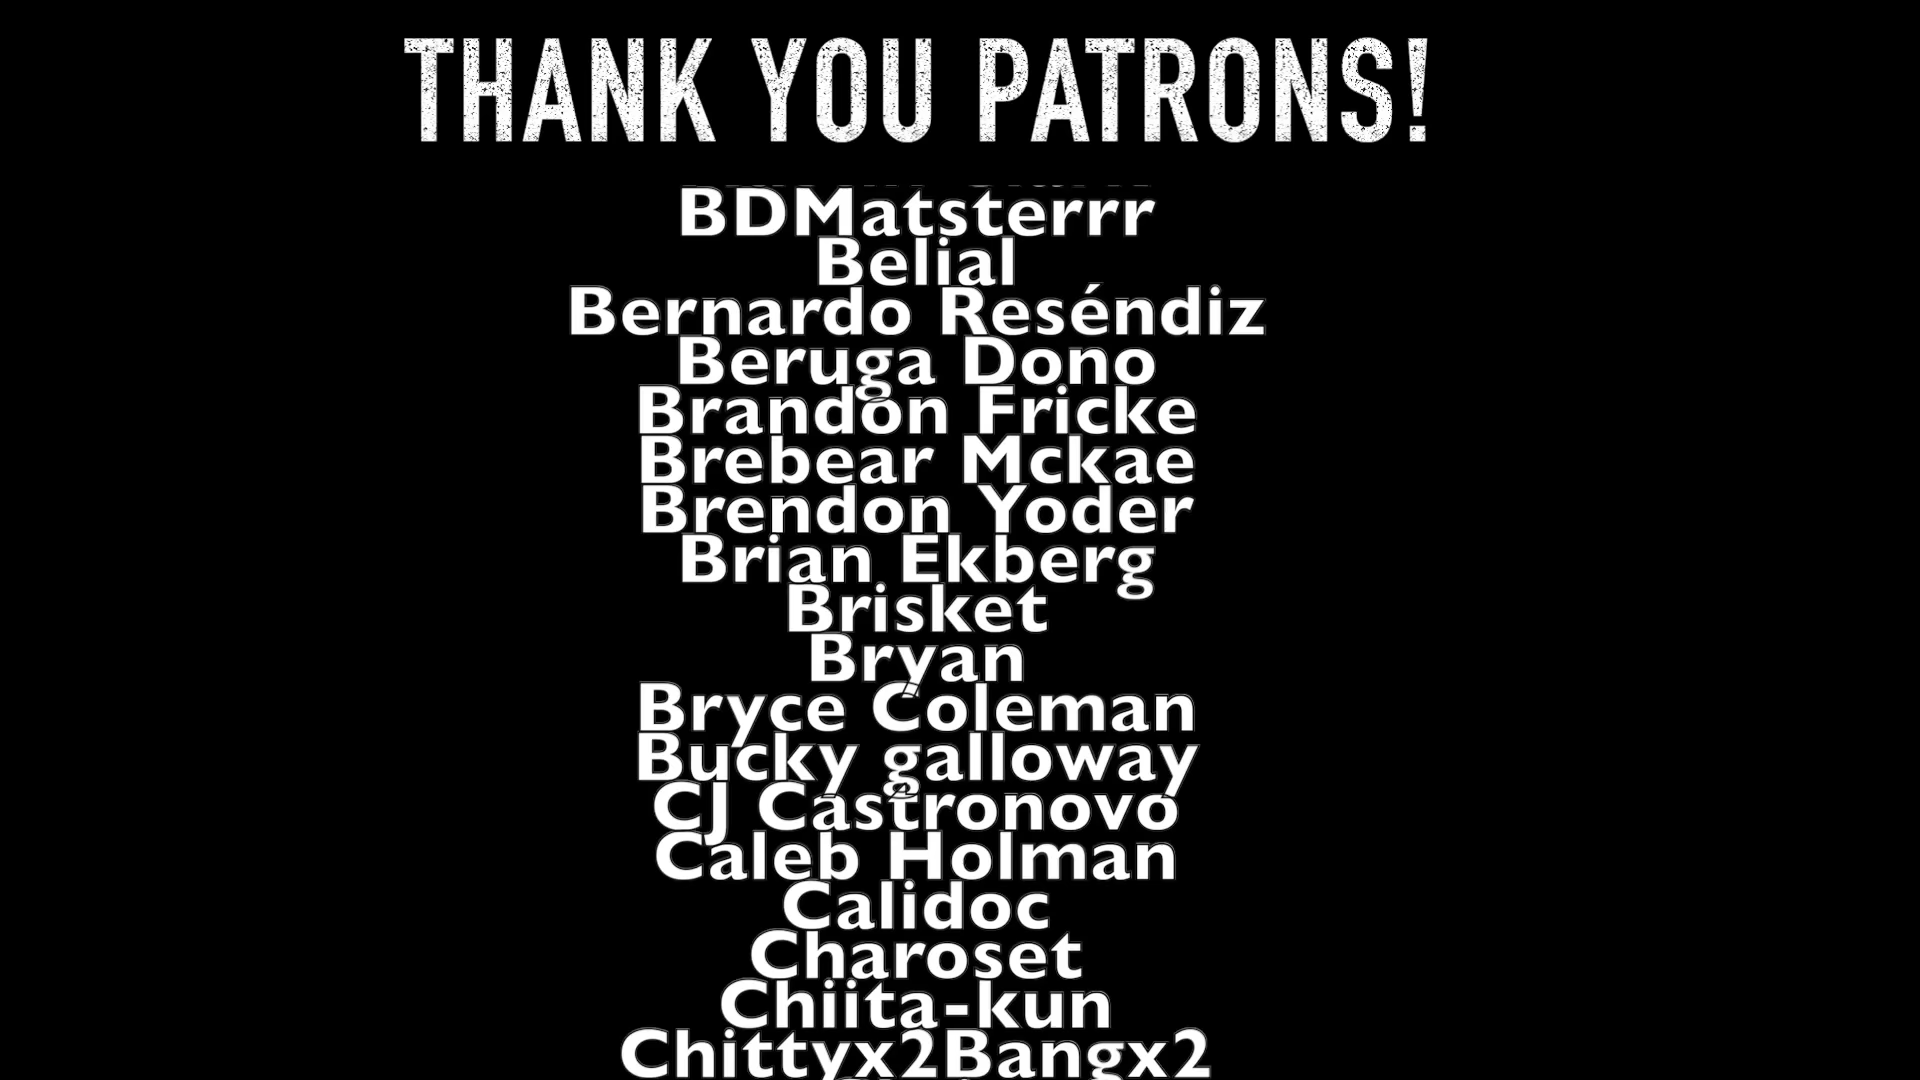 THANK YOU PATRONS!
BDMatsterrr
Belial
Bernardo Reséndiz
Beruga Dono
Brandon Fricke
Brebear Mckae
Brendon Yoder
Brian Ekberg
Brisket
Bryan
Bryce Coleman
Bucky galloway
CJ Castronovo
Caleb Holman
Calidoc
Charoset
Chiita-kun
Chittyx2Bangx2